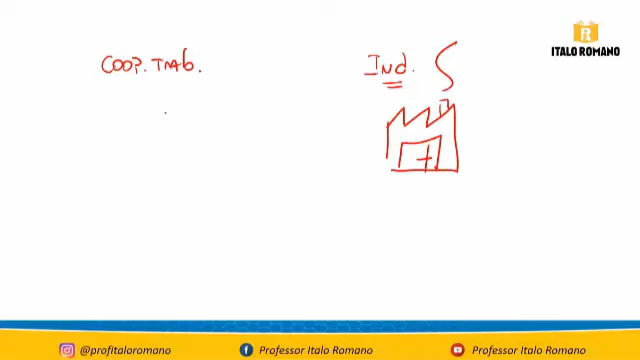 COOP. TRAB.
Ind.
ITALO ROMANO
@profitaloromano
Professor Italo Romano
Professor Italo Romano